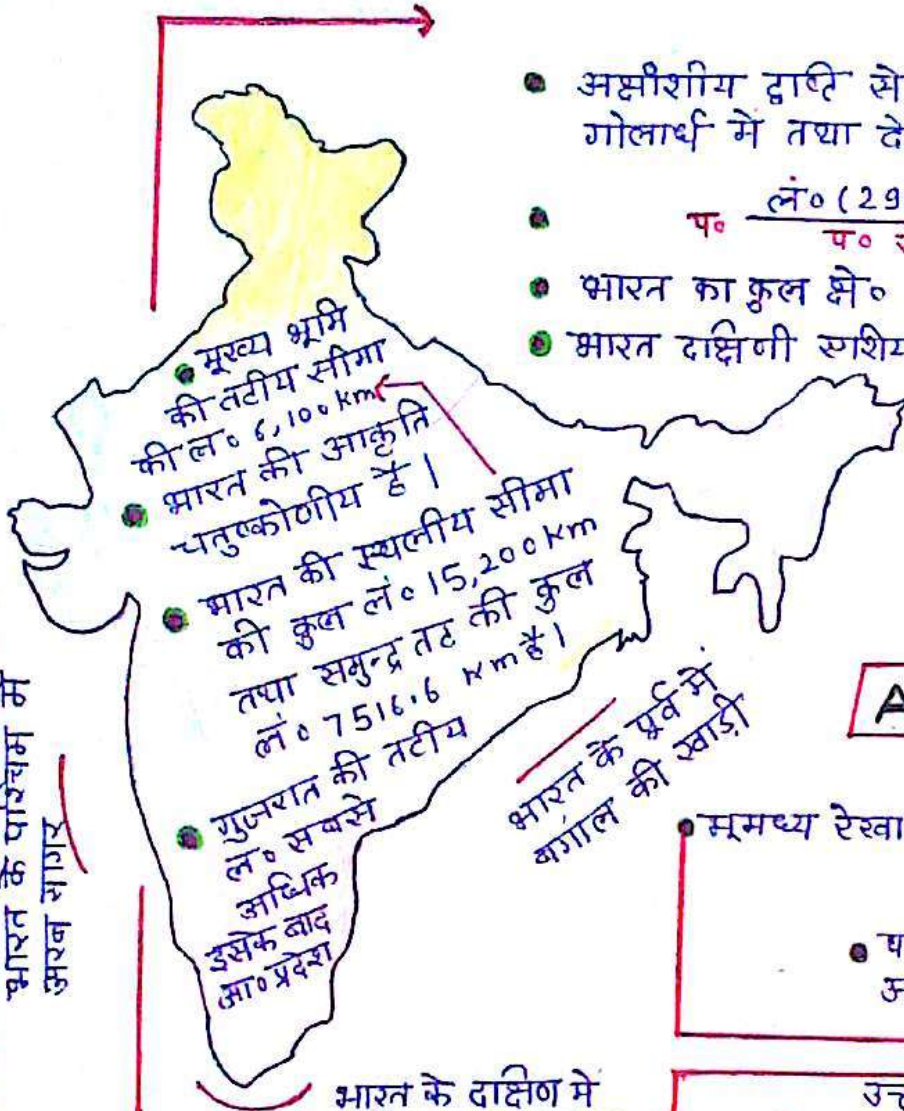 अक्षांशीय दृष्टि से
गोलार्ध में तथा दे
प० लं० (29
प०
भारत का कुल क्षे०
भारत दक्षिणी एशिय
मुख्य भूमि
की तटीय सीमा
की ल० 6,100 km
भारत की आकृति
चतुष्कोणीय है।
भारत की स्थलीय सीमा
की कुल लं० 15,200 km
तथा समुन्द्र तट की कुल
लं० 7516.6 km है।
गुजरात की तटीय
ल० सबसे
अधिक
इसके बाद
आ० प्रदेश
भारत के पूर्व में
बंगाल की खाड़ी
भारत के पश्चिम में
अरब सागर
A
भूमध्य रेखा
भारत के दक्षिण में